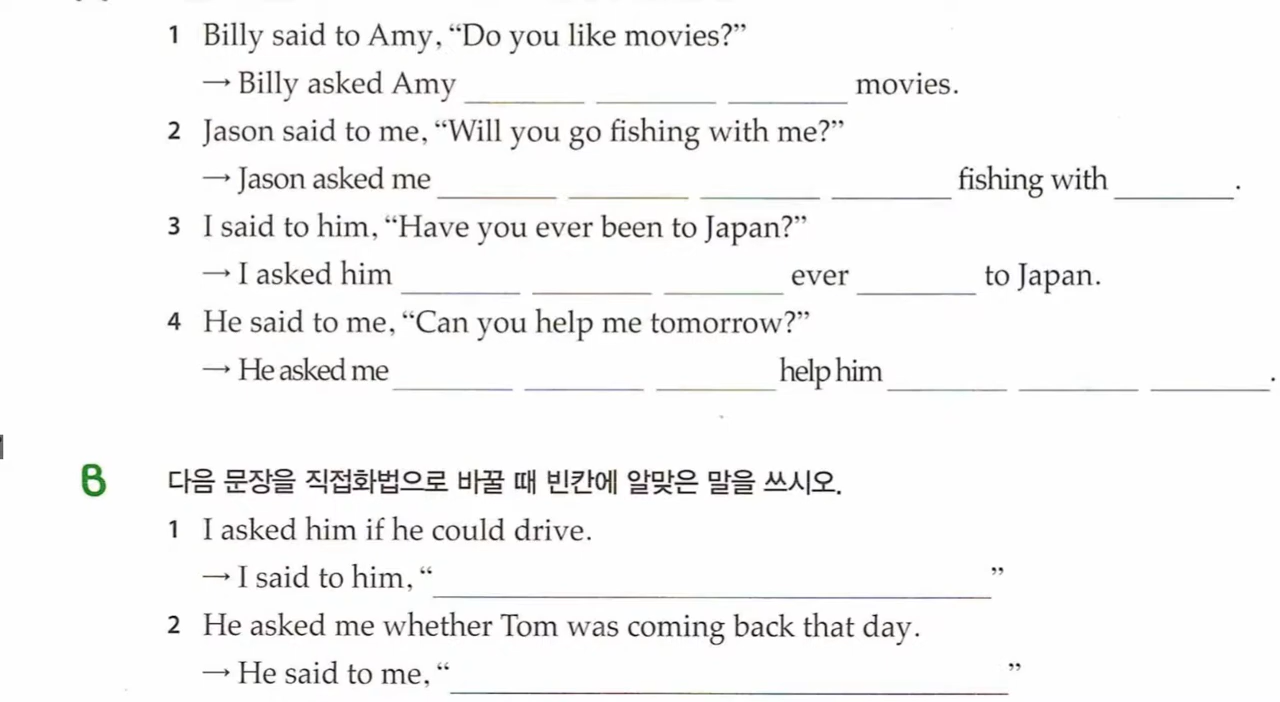 1 Billy said to Amy, “Do you like movies?”
→ Billy asked Amy ________ ________ ________ movies.
2 Jason said to me, “Will you go fishing with me?”
→ Jason asked me ________ ________ ________ ________ fishing with ________.
3 I said to him, “Have you ever been to Japan?”
→ I asked him ________ ________ ________ ever ________ to Japan.
4 He said to me, “Can you help me tomorrow?”
→ He asked me ________ ________ ________ help him ________ ________ ________.
B 다음 문장을 직접화법으로 바꿀 때 빈칸에 알맞은 말을 쓰시오.
1 I asked him if he could drive.
→ I said to him, “________________”
2 He asked me whether Tom was coming back that day.
→ He said to me, “________________”